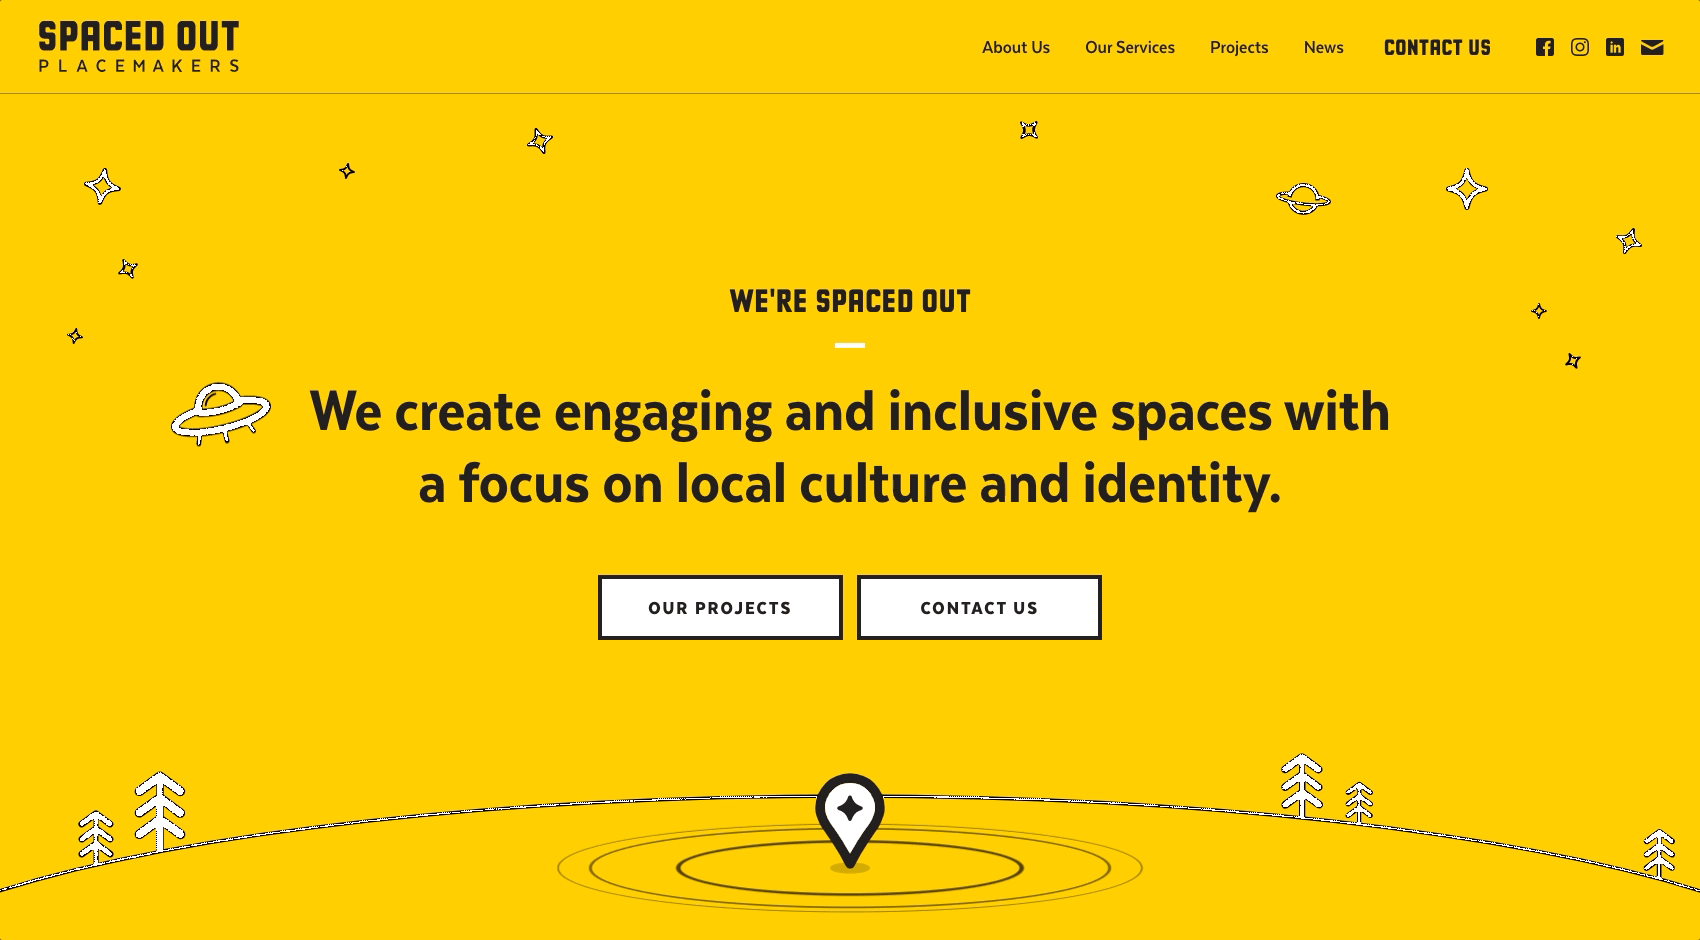 SPACED OUT
PLACEMAKERS
About Us
Our Services
Projects
News
CONTACT US
WE'RE SPACED OUT
We create engaging and inclusive spaces with
a focus on local culture and identity.
OUR PROJECTS
CONTACT US